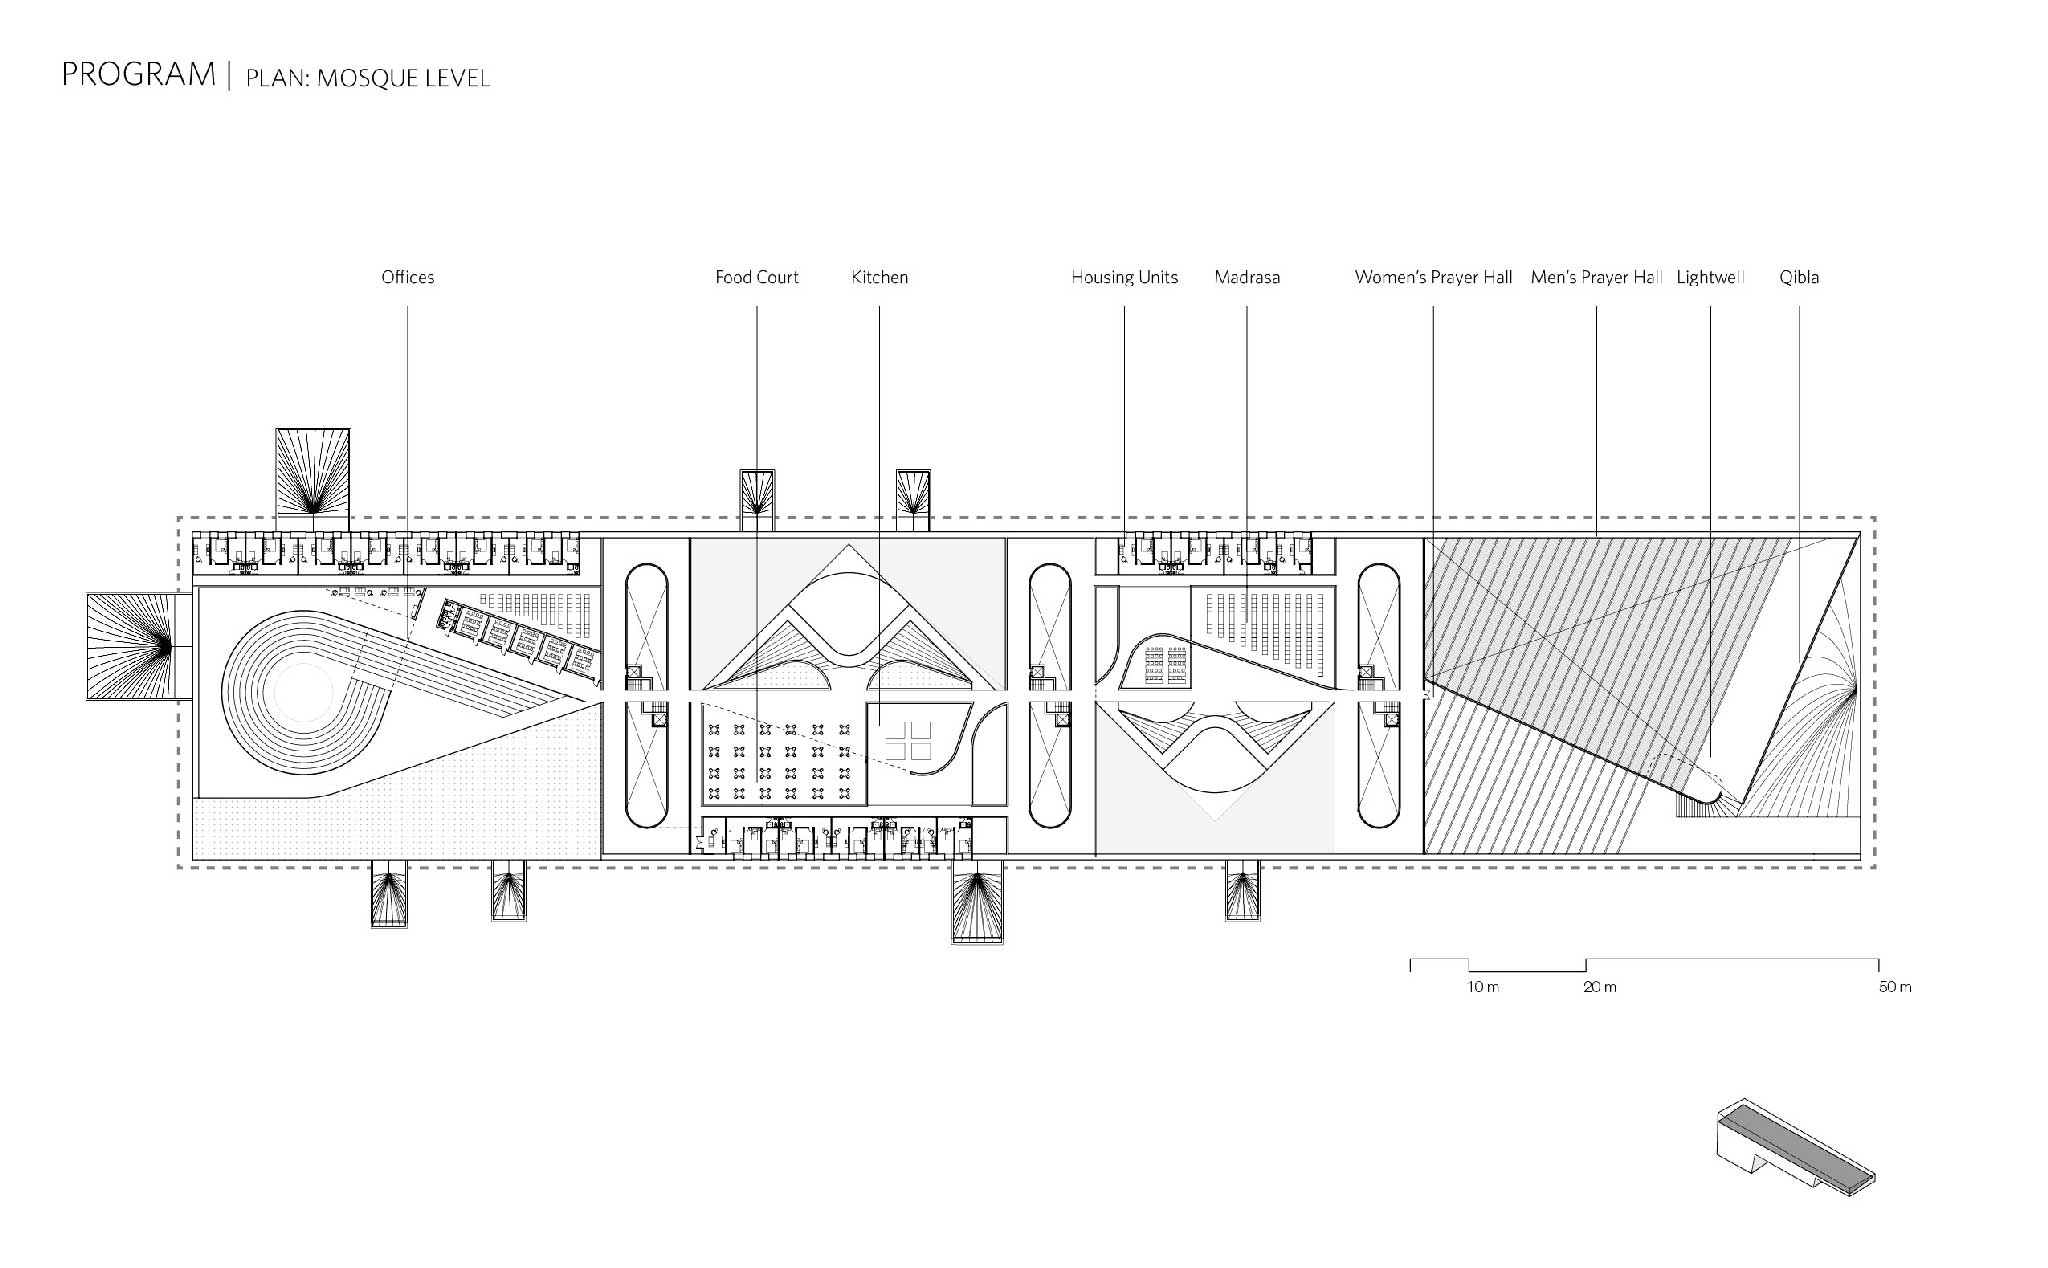 PROGRAM | PLAN: MOSQUE LEVEL
Offices Food Court Kitchen Housing Units Madrasa Women's Prayer Hall Men's Prayer Hall Lightwell Qibla
10 m 20 m 50 m